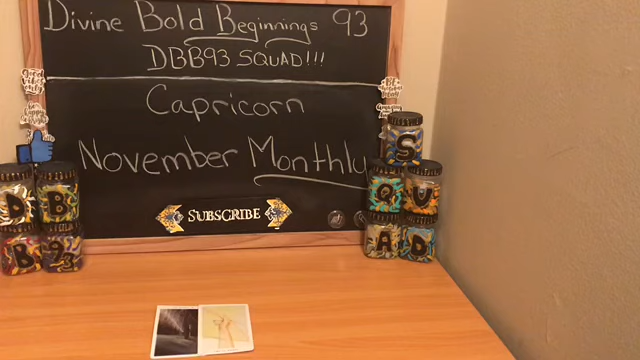 Divine Bold Beginnings 93
DBB93 SQUAD!!!
Capricorn
November Monthly
SUBSCRIBE
S
D B Q U
B 93 A D